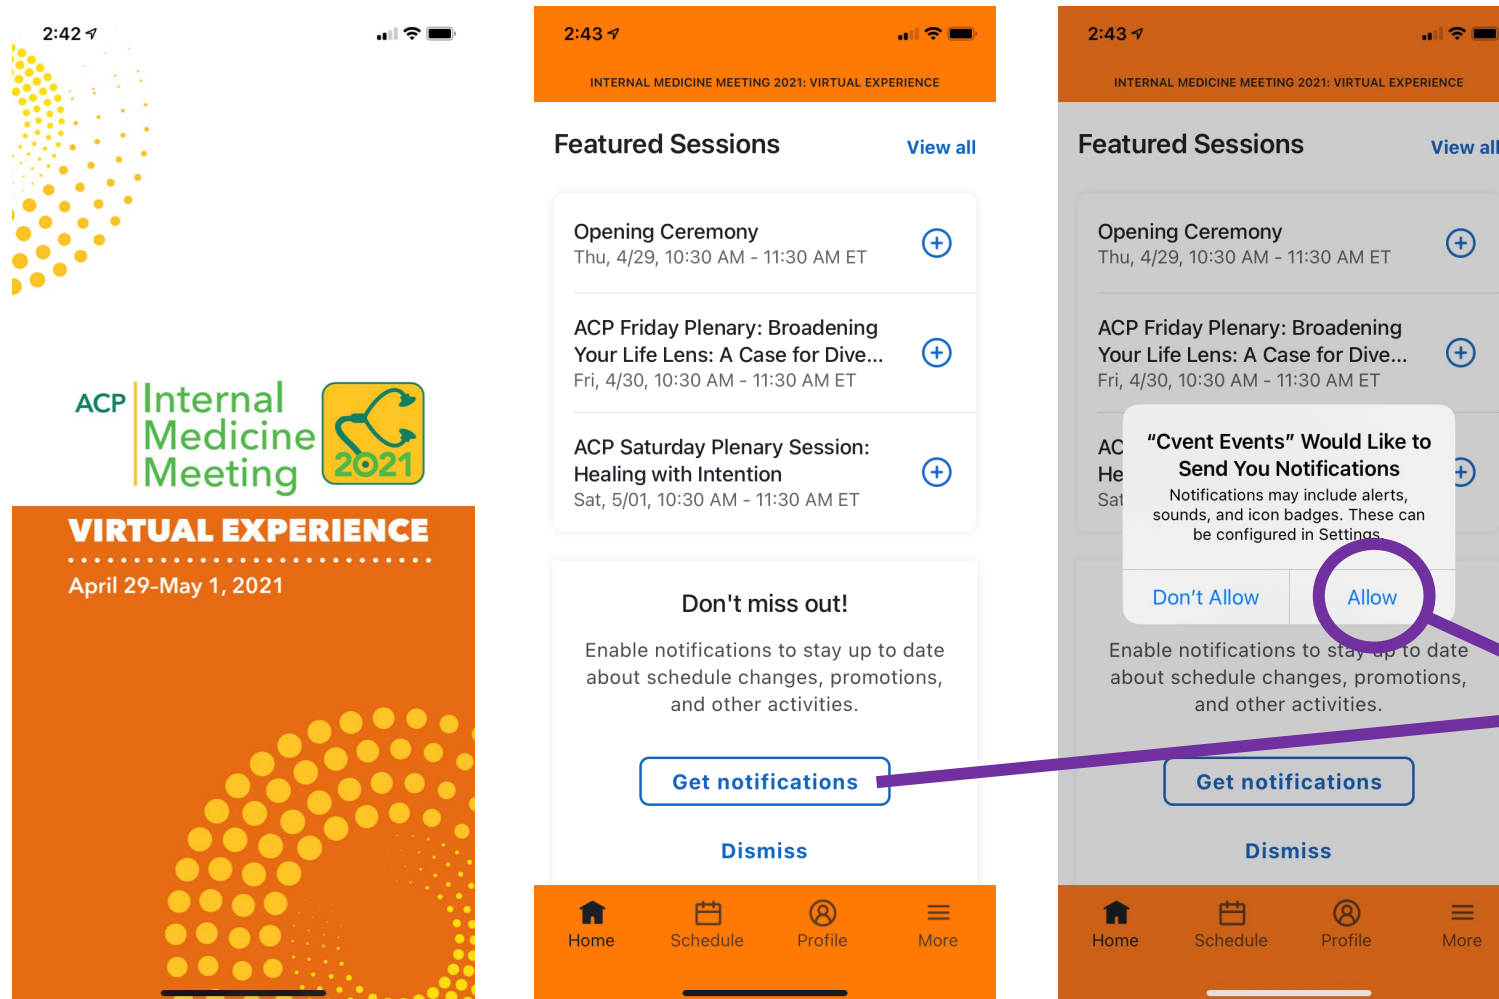 2:42
ACP
Internal
Medicine
Meeting
2021
VIRTUAL EXPERIENCE
April 29-May 1, 2021
2:43
INTERNAL MEDICINE MEETING 2021: VIRTUAL EXPERIENCE
Featured Sessions
View all
Opening Ceremony
Thu, 4/29, 10:30 AM - 11:30 AM ET
ACP Friday Plenary: Broadening
Your Life Lens: A Case for Dive...
Fri, 4/30, 10:30 AM - 11:30 AM ET
ACP Saturday Plenary Session:
Healing with Intention
Sat, 5/01, 10:30 AM - 11:30 AM ET
Don't miss out!
Enable notifications to stay up to date
about schedule changes, promotions,
and other activities.
Get notifications
Dismiss
Home
Schedule
Profile
More
2:43
INTERNAL MEDICINE MEETING 2021: VIRTUAL EXPERIENCE
Featured Sessions
View all
Opening Ceremony
Thu, 4/29, 10:30 AM - 11:30 AM ET
ACP Friday Plenary: Broadening
Your Life Lens: A Case for Dive...
Fri, 4/30, 10:30 AM - 11:30 AM ET
AC
He
Sat
“Cvent Events” Would Like to
Send You Notifications
Notifications may include alerts,
sounds, and icon badges. These can
be configured in Settings.
Don’t Allow
Allow
Enable notifications to stay up to date
about schedule changes, promotions,
and other activities.
Get notifications
Dismiss
Home
Schedule
Profile
More